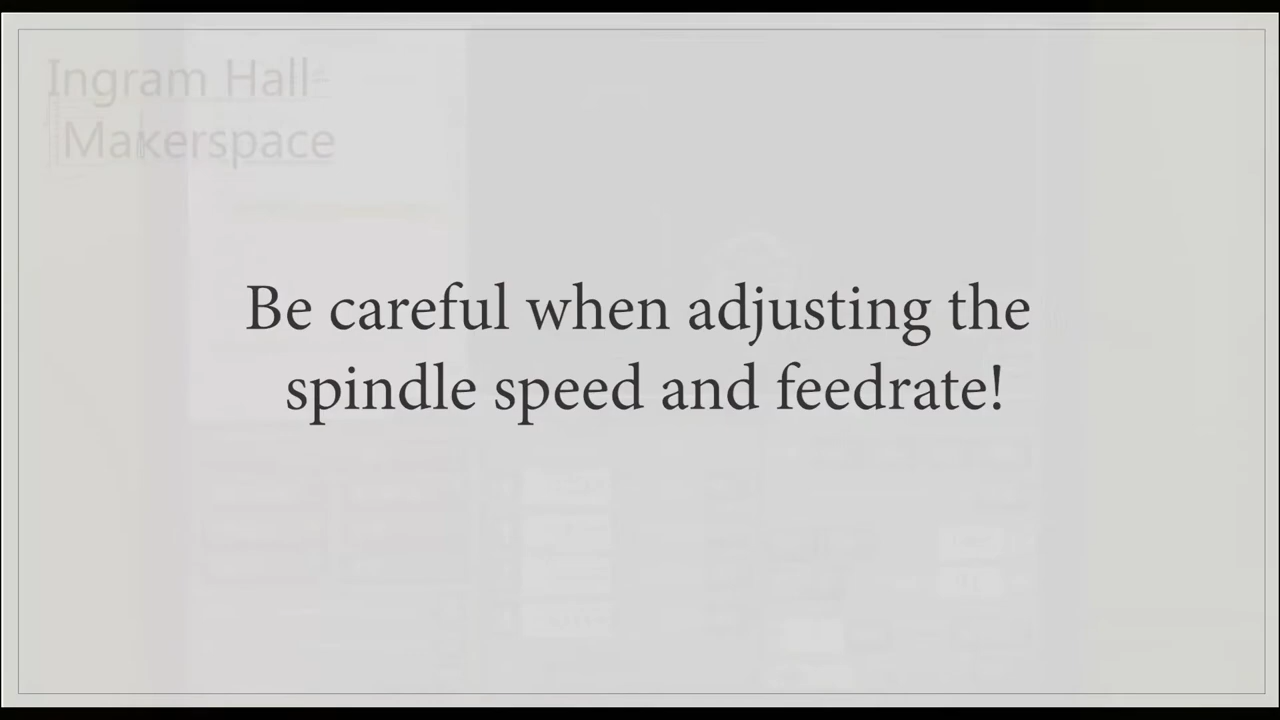 Ingram Hall
Makerspace
Be careful when adjusting the
spindle speed and feedrate!